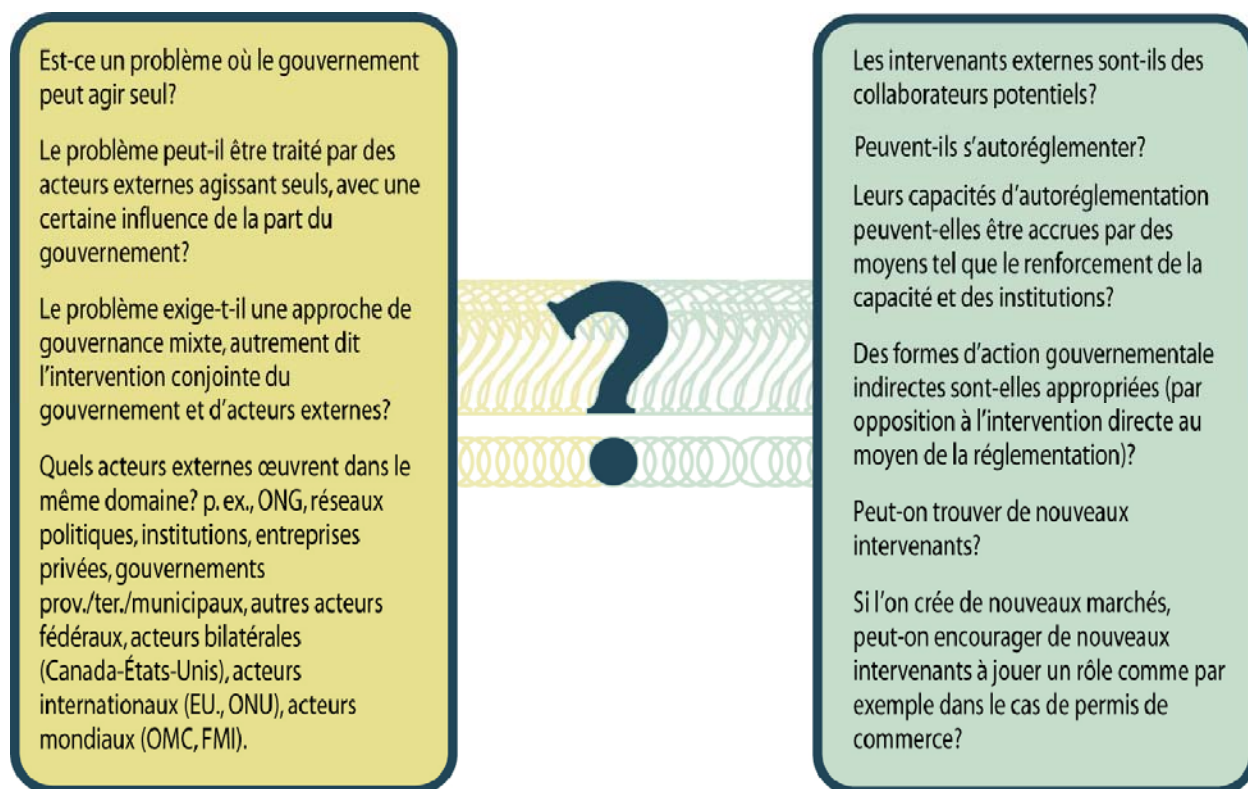 Est-ce un problème où le gouvernement
peut agir seul?
Le problème peut-il être traité par des
acteurs externes agissant seuls, avec une
certaine influence de la part du
gouvernement?
Le problème exige-t-il une approche de
gouvernance mixte, autrement dit
l'intervention conjointe du
gouvernement et d'acteurs externes?
Quels acteurs externes œuvrent dans le
même domaine? p. ex., ONG, réseaux
politiques, institutions, entreprises
privées, gouvernements
prov./ter./municipaux, autres acteurs
fédéraux, acteurs bilatérales
(Canada-États-Unis), acteurs
internationaux (EU., ONU), acteurs
mondiaux (OMC, FMI).
?
Les intervenants externes sont-ils des
collaborateurs potentiels?
Peuvent-ils s'autoréglementer?
Leurs capacités d'autoréglementation
peuvent-elles être accrues par des
moyens tel que le renforcement de la
capacité et des institutions?
Des formes d'action gouvernementale
indirectes sont-elles appropriées (par
opposition à l'intervention directe au
moyen de la réglementation)?
Peut-on trouver de nouveaux
intervenants?
Si l'on crée de nouveaux marchés,
peut-on encourager de nouveaux
intervenants à jouer un rôle comme par
exemple dans le cas de permis de
commerce?